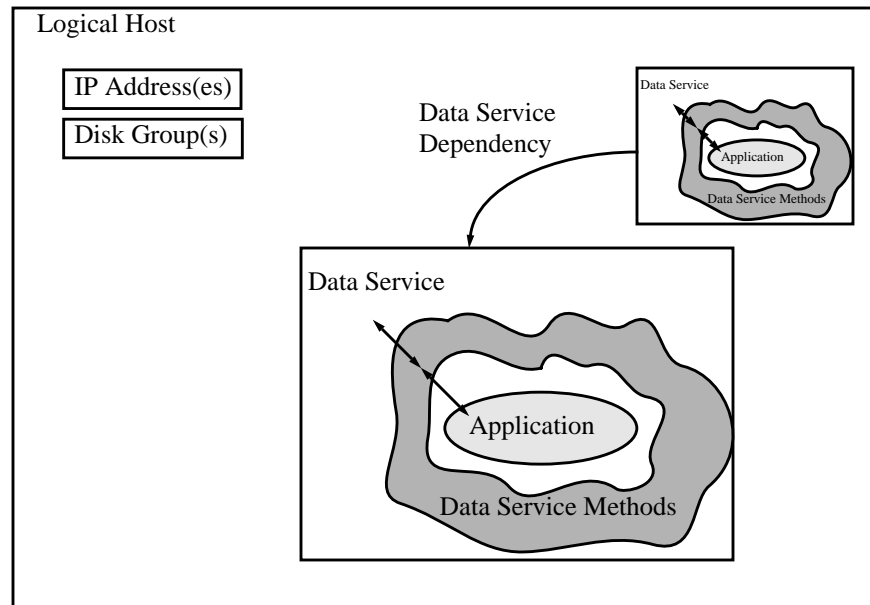 Logical Host
IP Address(es)
Disk Group(s)
Data Service
Dependency
Data Service
Application
Data Service Methods
Data Service
Application
Data Service Methods